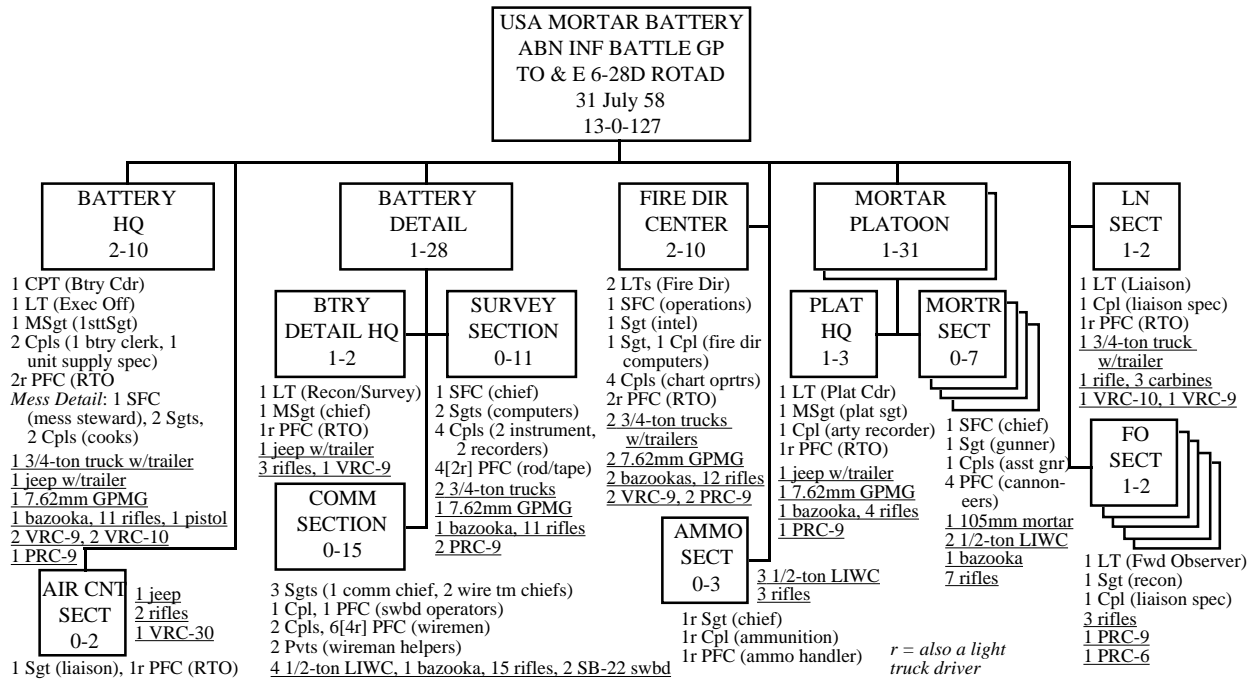 USA MORTAR BATTERY
ABN INF BATTLE GP
TO & E 6-28D ROTAD
31 July 58
13-0-127
BATTERY
HQ
2-10
1 CPT (Btry Cdr)
1 LT (Exec Off)
1 MSgt (1sttSgt)
2 Cpls (1 btry clerk, 1
unit supply spec)
2r PFC (RTO
Mess Detail: 1 SFC
(mess steward), 2 Sgts,
2 Cpls (cooks)
1 3/4-ton truck w/trailer
1 jeep w/trailer
1 7.62mm GPMG
1 bazooka, 11 rifles, 1 pistol
2 VRC-9, 2 VRC-10
1 PRC-9
AIR CNT
SECT
0-2
1 jeep
2 rifles
1 VRC-30
1 Sgt (liaison), 1r PFC (RTO)
BATTERY
DETAIL
1-28
BTRY
DETAIL HQ
1-2
1 LT (Recon/Survey)
1 MSgt (chief)
1r PFC (RTO)
1 jeep w/trailer
3 rifles, 1 VRC-9
SURVEY
SECTION
0-11
1 SFC (chief)
2 Sgts (computers)
4 Cpls (2 instrument,
2 recorders)
4[2r] PFC (rod/tape)
2 3/4-ton trucks
1 7.62mm GPMG
1 bazooka, 11 rifles
2 PRC-9
COMM
SECTION
0-15
3 Sgts (1 comm chief, 2 wire tm chiefs)
1 Cpl, 1 PFC (swbd operators)
2 Cpls, 6[4r] PFC (wiremen)
2 Pvts (wireman helpers)
4 1/2-ton LIWC, 1 bazooka, 15 rifles, 2 SB-22 swbd
FIRE DIR
CENTER
2-10
2 LTs (Fire Dir)
1 SFC (operations)
1 Sgt (intel)
1 Sgt, 1 Cpl (fire dir
computers)
4 Cpls (chart oprtrs)
2r PFC (RTO)
2 3/4-ton trucks
w/trailers
2 7.62mm GPMG
2 bazookas, 12 rifles
2 VRC-9, 2 PRC-9
AMMO
SECT
0-3
3 1/2-ton LIWC
3 rifles
1r Sgt (chief)
1r Cpl (ammunition)
1r PFC (ammo handler)
MORTAR
PLATOON
1-31
PLAT
HQ
1-3
1 LT (Plat Cdr)
1 MSgt (plat sgt)
1 Cpl (arty recorder)
1r PFC (RTO)
1 jeep w/trailer
1 7.62mm GPMG
1 bazooka, 4 rifles
1 PRC-9
MORTR
SECT
0-7
1 SFC (chief)
1 Sgt (gunner)
1 Cpls (asst gnr)
4 PFC (cannon-
eers)
1 105mm mortar
2 1/2-ton LIWC
1 bazooka
7 rifles
LN
SECT
1-2
1 LT (Liaison)
1 Cpl (liaison spec)
1r PFC (RTO)
1 3/4-ton truck
w/trailer
1 rifle, 3 carbines
1 VRC-10, 1 VRC-9
FO
SECT
1-2
1 LT (Fwd Observer)
1 Sgt (recon)
1 Cpl (liaison spec)
3 rifles
1 PRC-9
1 PRC-6
r = also a light
truck driver